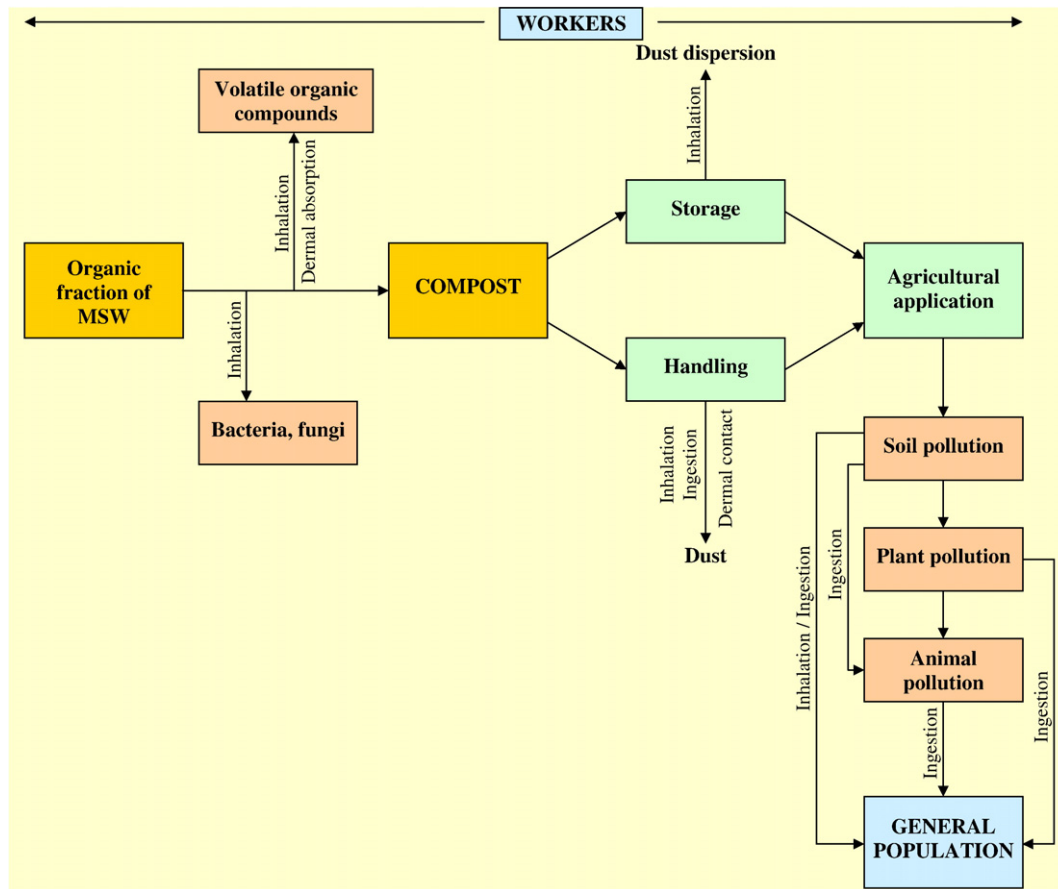 WORKERS
Dust dispersion
Volatile organic
compounds
Inhalation
Inhalation
Dermal absorption
Storage
Organic
fraction of
MSW
COMPOST
Agricultural
application
Inhalation
Handling
Bacteria, fungi
Inhalation
Ingestion
Dermal contact
Soil pollution
Dust
Plant pollution
Inhalation / Ingestion
Ingestion
Animal
pollution
Ingestion
Ingestion
GENERAL
POPULATION